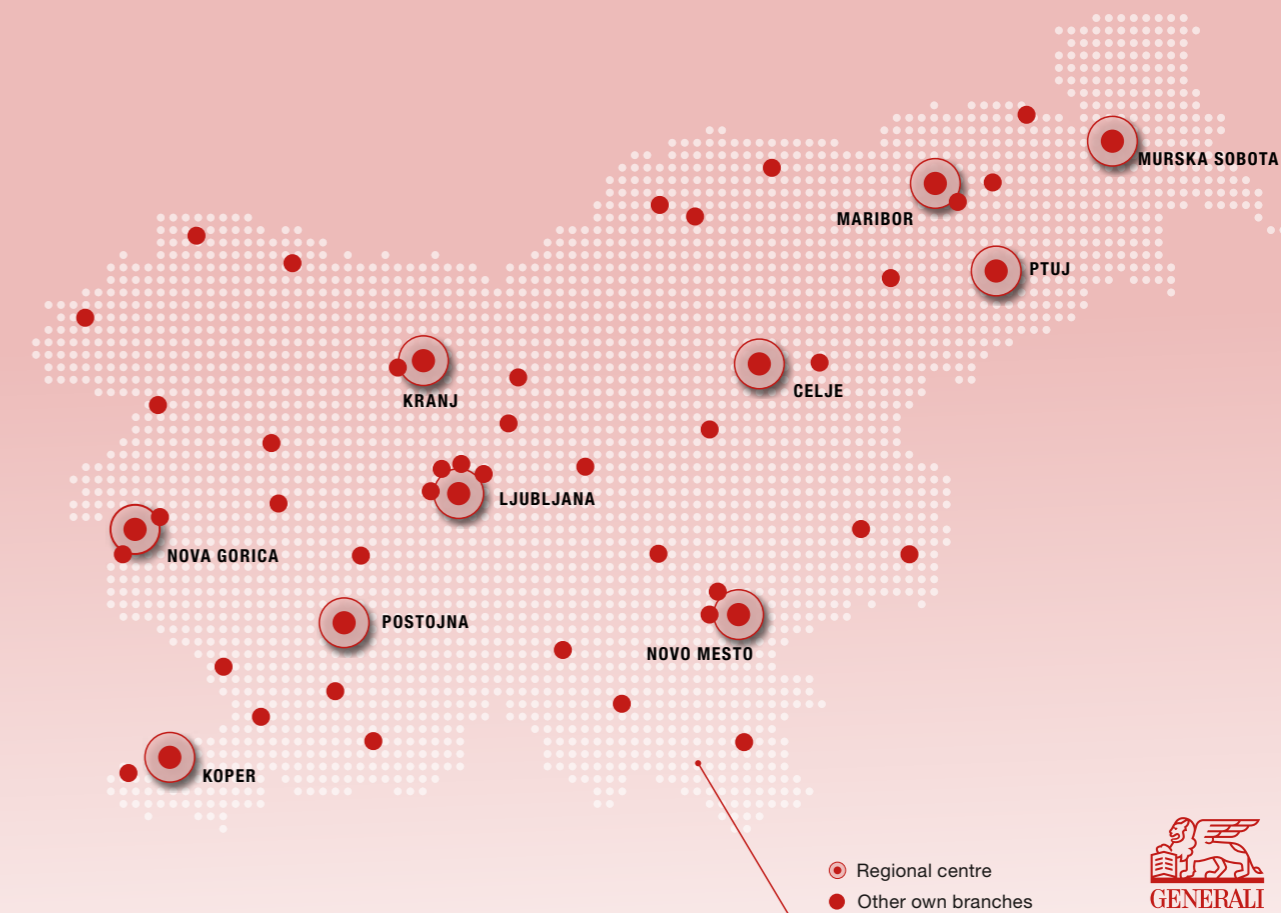 MURSKA SOBOTA
MARIBOR
PTUJ
CELJE
KRANJ
LJUBLJANA
NOVA GORICA
POSTOJNA
NOVO MESTO
KOPER
Regional centre
Other own branches
GENERALI